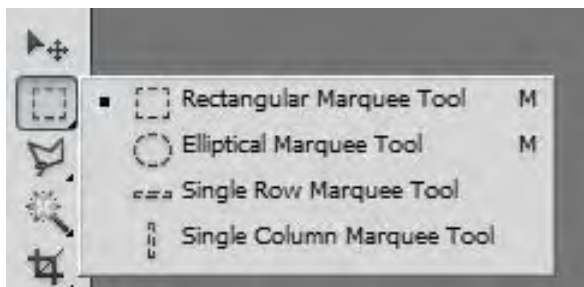 Rectangular Marquee Tool M
Elliptical Marquee Tool M
Single Row Marquee Tool
Single Column Marquee Tool